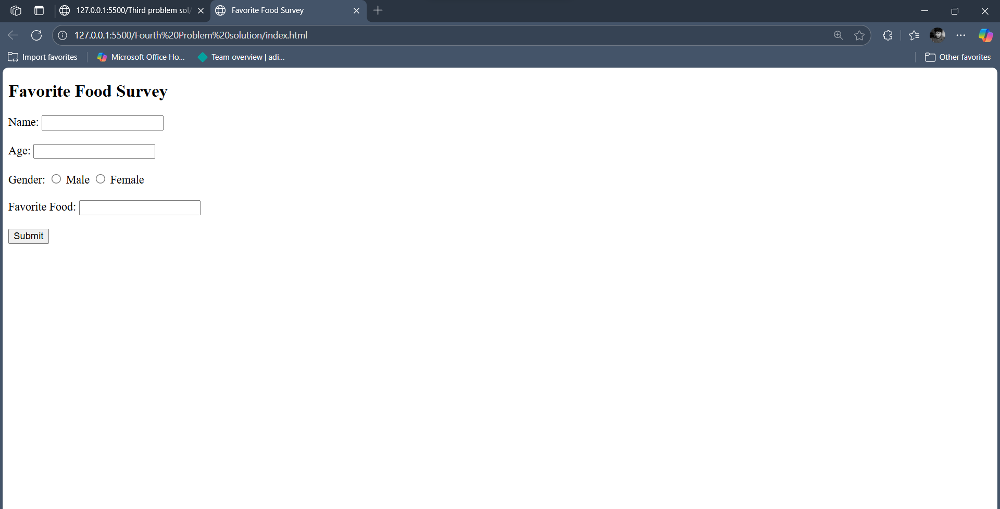 127.0.0.1:5500/Third problem sol/
Favorite Food Survey
127.0.0.1:5500/Fourth%20Problem%20solution/index.html
Import favorites
Microsoft Office Ho...
Team overview | adi...
Other favorites
Favorite Food Survey
Name:
Age:
Gender: Male Female
Favorite Food:
Submit